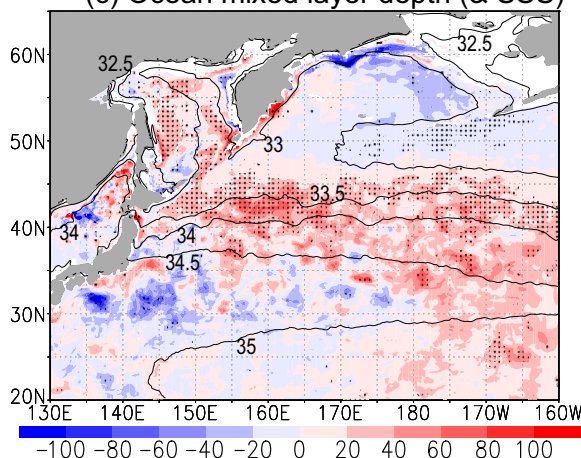 (c) Ocean mixed layer depth (& SSS)
60N
50N
40N
30N
20N
32.5
32.5
33
33.5
34
34
34.5
35
130E 140E 150E 160E 170E 180 170W 160W
-100 -80 -60 -40 -20 0 20 40 60 80 100